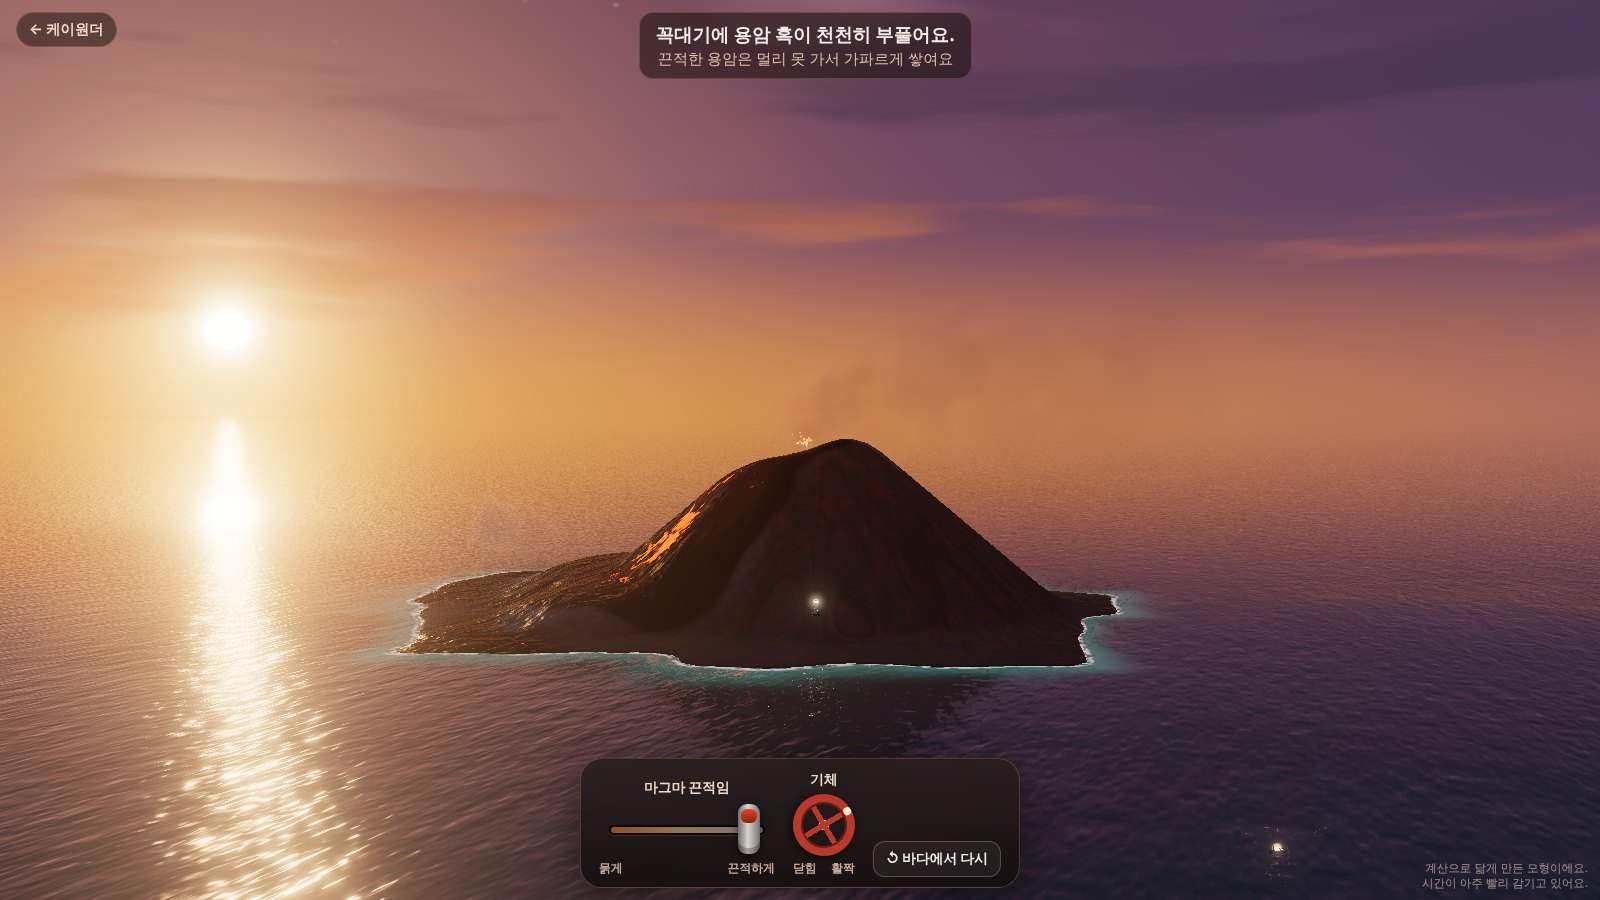 ← 케이원더
꼭대기에 용암 혹이 천천히 부풀어요.
끈적한 용암은 멀리 못 가서 가파르게 쌓여요
마그마 끈적임
기체
묽게
끈적하게
닫힘
활짝
바다에서 다시
계산으로 닮게 만든 모형이에요.
시간이 아주 빨리 감기고 있어요.